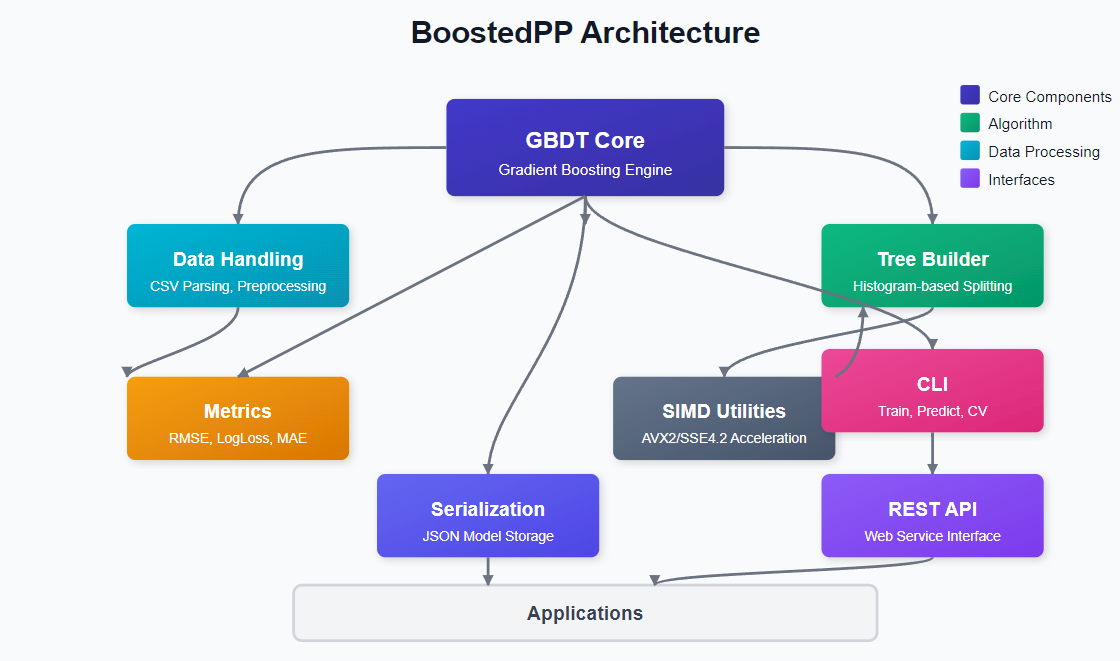 BoostedPP Architecture
Core Components
Algorithm
Data Processing
Interfaces
GBDT Core
Gradient Boosting Engine
Data Handling
CSV Parsing, Preprocessing
Tree Builder
Histogram-based Splitting
Metrics
RMSE, LogLoss, MAE
SIMD Utilities
AVX2/SSE4.2 Acceleration
CLI
Train, Predict, CV
Serialization
JSON Model Storage
REST API
Web Service Interface
Applications